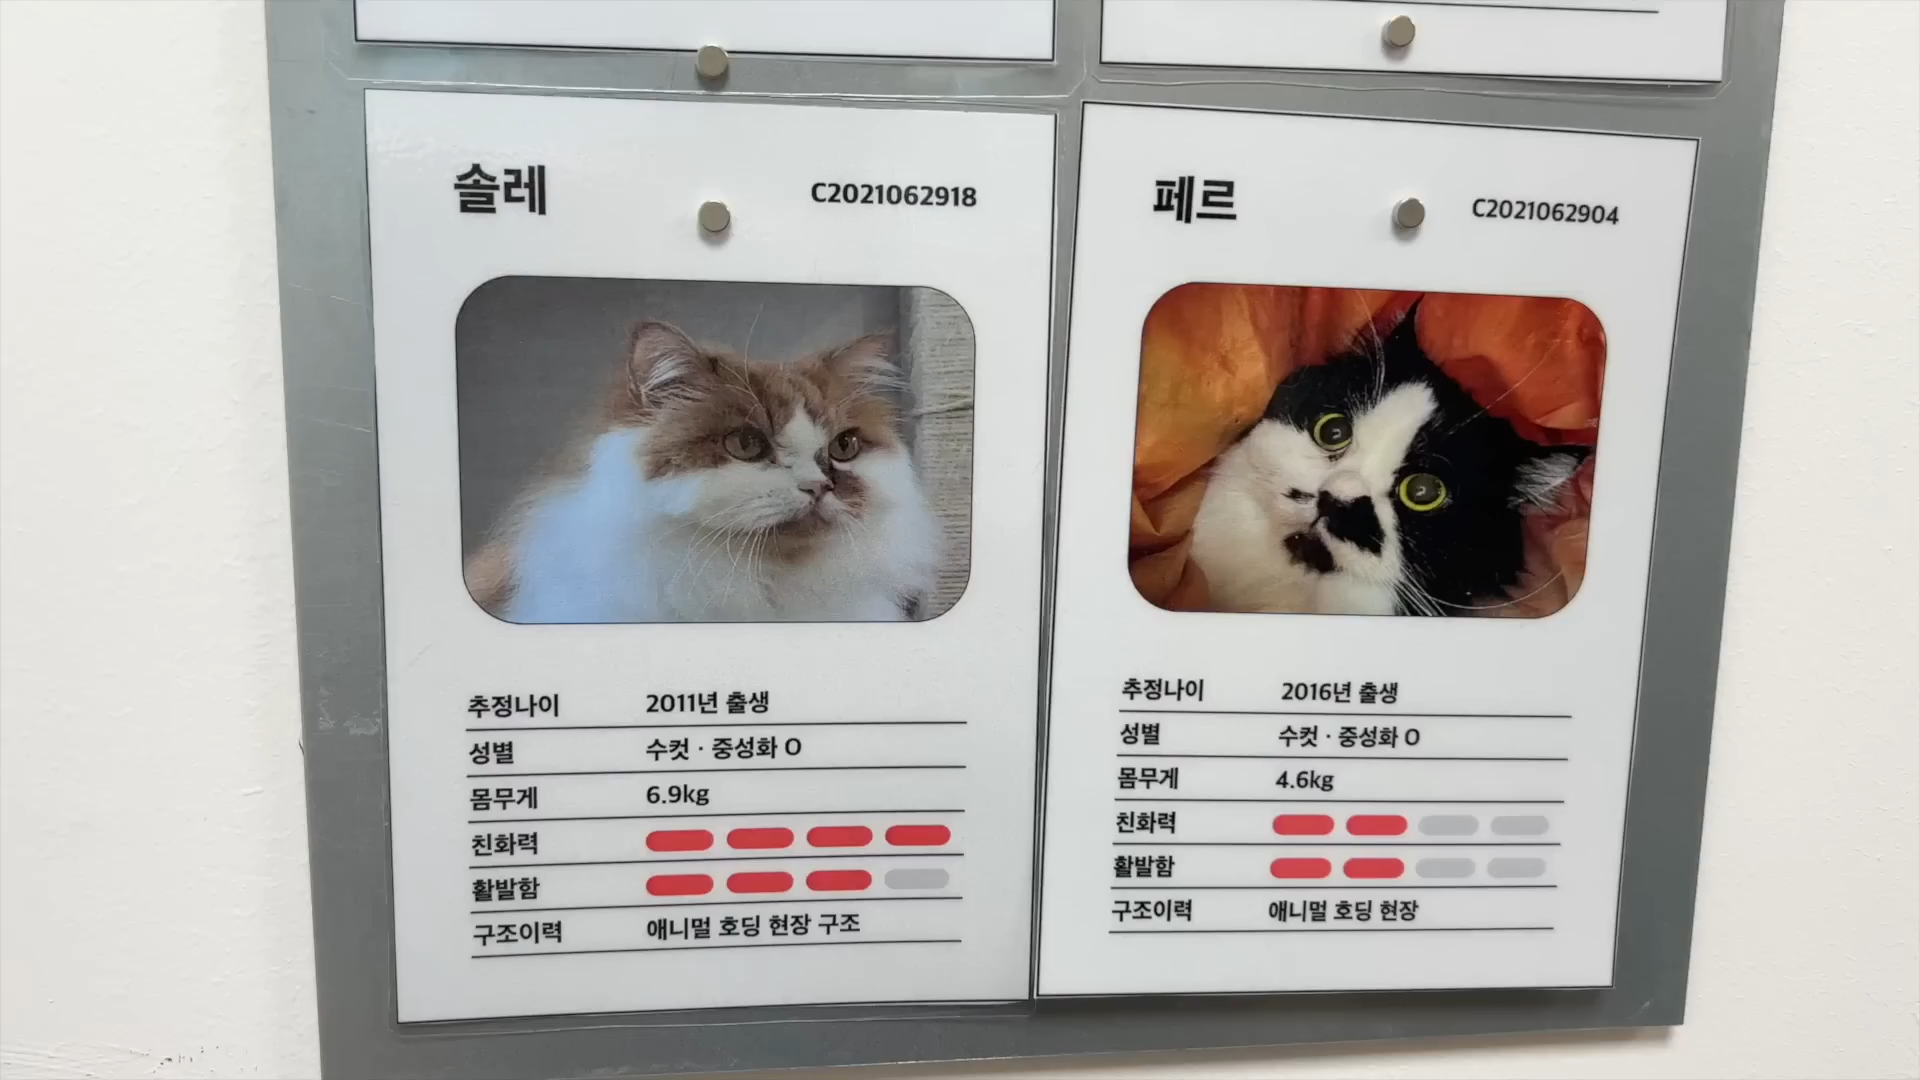 솔레
C2021062918
추정나이 2011년 출생
성별 수컷 · 중성화 O
몸무게 6.9kg
친화력
활발함
구조이력 애니멀 호딩 현장 구조
페르
C2021062904
추정나이 2016년 출생
성별 수컷 · 중성화 O
몸무게 4.6kg
친화력
활발함
구조이력 애니멀 호딩 현장